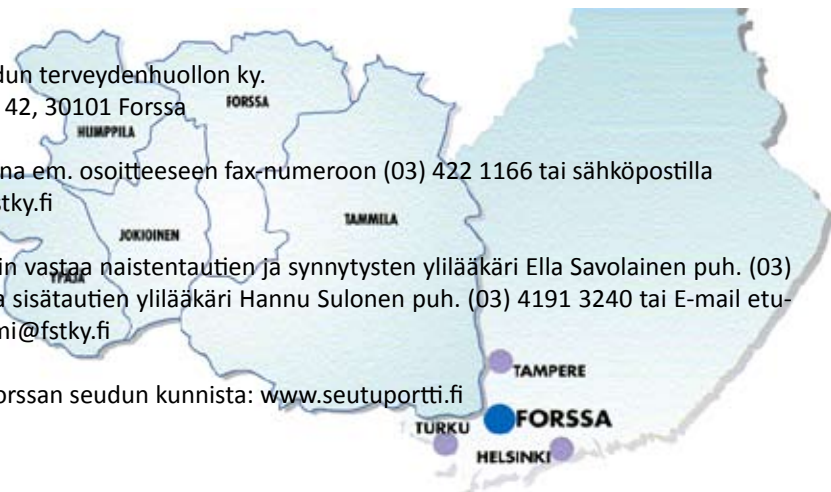 dun terveydenhuollon ky.
42, 30101 Forssa
na em. osoitteeseen fax-numeroon (03) 422 1166 tai sähköpostilla
stky.fi
in vastaa naistentautien ja synnytysten ylilääkäri Ella Savolainen puh. (03)
a sisätautien ylilääkäri Hannu Sulonen puh. (03) 4191 3240 tai E-mail etu-
mi@fstky.fi
orssan seudun kunnista: www.seutuportti.fi
FORSSA
HUMPPILA
JOKIOINEN
TAMMELA
YPÄJÄ
TAMPERE
FORSSA
TURKU
HELSINKI